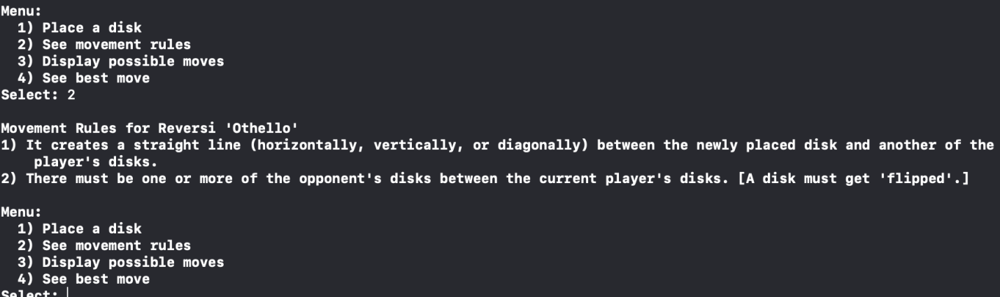 Menu:
  1) Place a disk
  2) See movement rules
  3) Display possible moves
  4) See best move
Select: 2

Movement Rules for Reversi 'Othello'
1) It creates a straight line (horizontally, vertically, or diagonally) between the newly placed disk and another of the
    player's disks.
2) There must be one or more of the opponent's disks between the current player's disks. [A disk must get 'flipped'.]

Menu:
  1) Place a disk
  2) See movement rules
  3) Display possible moves
  4) See best move
Select: